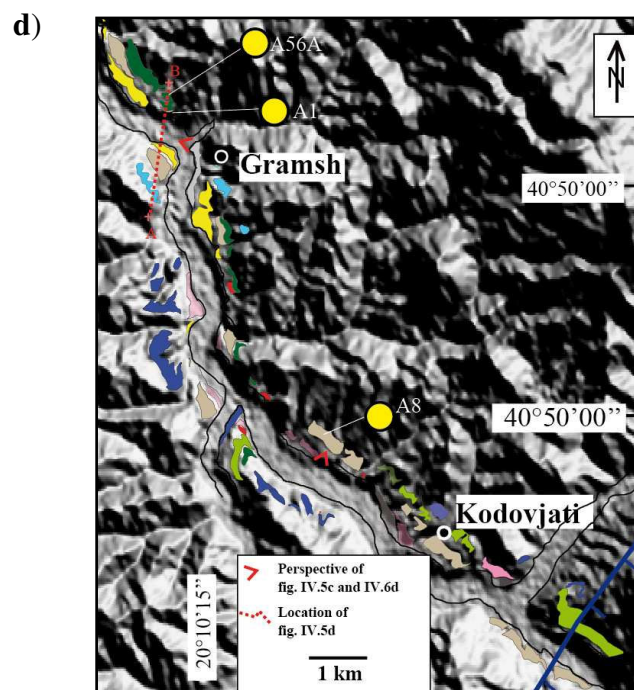 d)
A56A
N
B
A1
Gramsh
40°50’00”
A
A8
40°50’00”
Kodovjati
20°10’15”
Perspective of
fig. IV.5c and IV.6d
Location of
fig. IV.5d
1 km